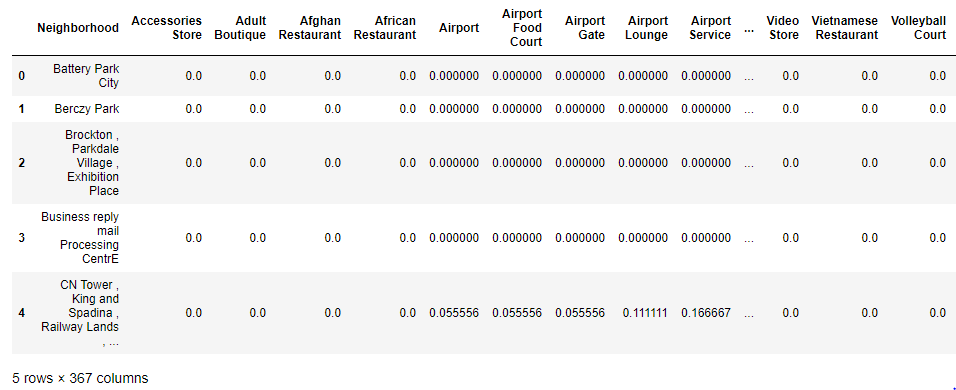 Neighborhood Accessories Store Adult Boutique Afghan Restaurant African Restaurant Airport Airport Food Court Airport Gate Airport Lounge Airport Service ... Video Store Vietnamese Restaurant Volleyball Court
0 Battery Park City 0.0 0.0 0.0 0.0 0.000000 0.000000 0.000000 0.000000 0.000000 ... 0.0 0.0 0.0
1 Berczy Park 0.0 0.0 0.0 0.0 0.000000 0.000000 0.000000 0.000000 0.000000 ... 0.0 0.0 0.0
2 Brockton , Parkdale Village , Exhibition Place 0.0 0.0 0.0 0.0 0.000000 0.000000 0.000000 0.000000 0.000000 ... 0.0 0.0 0.0
3 Business reply mail Processing CentrE 0.0 0.0 0.0 0.0 0.000000 0.000000 0.000000 0.000000 0.000000 ... 0.0 0.0 0.0
4 CN Tower , King and Spadina , Railway Lands , ... 0.0 0.0 0.0 0.0 0.055556 0.055556 0.055556 0.111111 0.166667 ... 0.0 0.0 0.0
5 rows × 367 columns